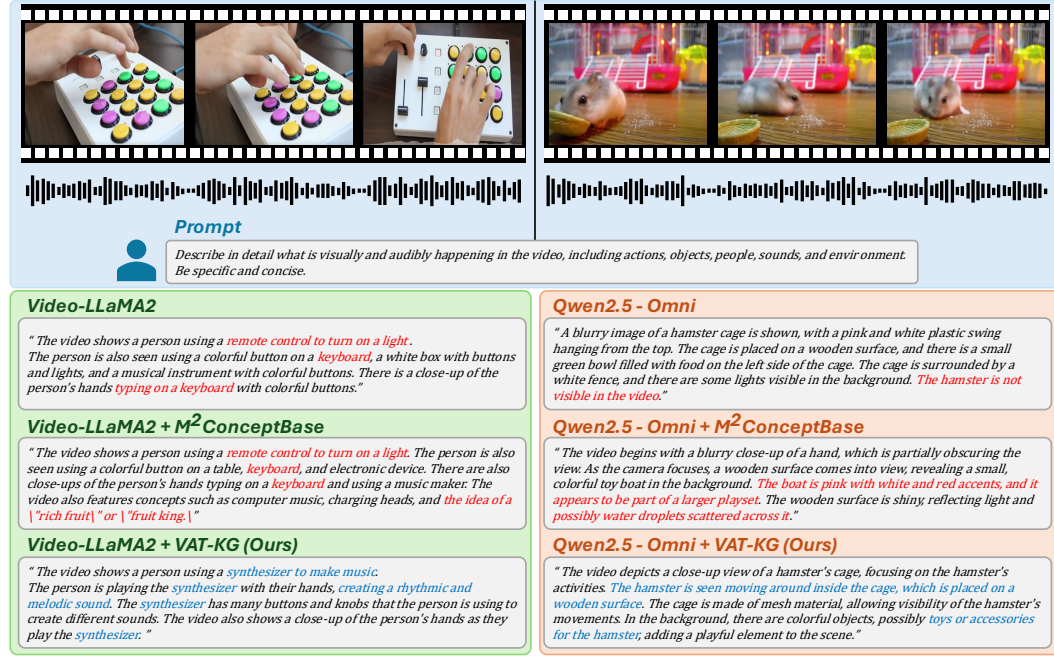 Prompt
Describe in detail what is visually and audibly happening in the video, including actions, objects, people, sounds, and envir onment.
Be specific and concise.
Video-LLaMA2
“ The video shows a person using a remote control to turn on a light .
The person is also seen using a colorful button on a keyboard, a white box with buttons
and lights, and a musical instrument with colorful buttons. There is a close-up of the
person’s hands typing on a keyboard with colorful buttons.”
Video-LLaMA2 + M²ConceptBase
“ The video shows a person using a remote control to turn on a light. The person is also
seen using a colorful button on a table, keyboard, and electronic device. There are also
close-ups of the person’s hands typing on a keyboard and using a music maker. The
video also features concepts such as computer music, charging heads, and the idea of a
\"rich fruit\" or \"fruit king.\”
Video-LLaMA2 + VAT-KG (Ours)
“ The video shows a person using a synthesizer to make music.
The person is playing the synthesizer with their hands, creating a rhythmic and
melodic sound. The synthesizer has many buttons and knobs that the person is using to
create different sounds. The video also shows a close-up of the person’s hands as they
play the synthesizer. ”
Qwen2.5 - Omni
“ A blurry image of a hamster cage is shown, with a pink and white plastic swing
hanging from the top. The cage is placed on a wooden surface, and there is a small
green bowl filled with food on the left side of the cage. The cage is surrounded by a
white fence, and there are some lights visible in the background. The hamster is not
visible in the video.”
Qwen2.5 - Omni + M²ConceptBase
“ The video begins with a blurry close-up of a hand, which is partially obscuring the
view. As the camera focuses, a wooden surface comes into view, revealing a small,
colorful toy boat in the background. The boat is pink with white and red accents, and it
appears to be part of a larger playset. The wooden surface is shiny, reflecting light and
possibly water droplets scattered across it.”
Qwen2.5 - Omni + VAT-KG (Ours)
“ The video depicts a close-up view of a hamster’s cage, focusing on the hamster’s
activities. The hamster is seen moving around inside the cage, which is placed on a
wooden surface. The cage is made of mesh material, allowing visibility of the hamster’s
movements. In the background, there are colorful objects, possibly toys or accessories
for the hamster, adding a playful element to the scene.”